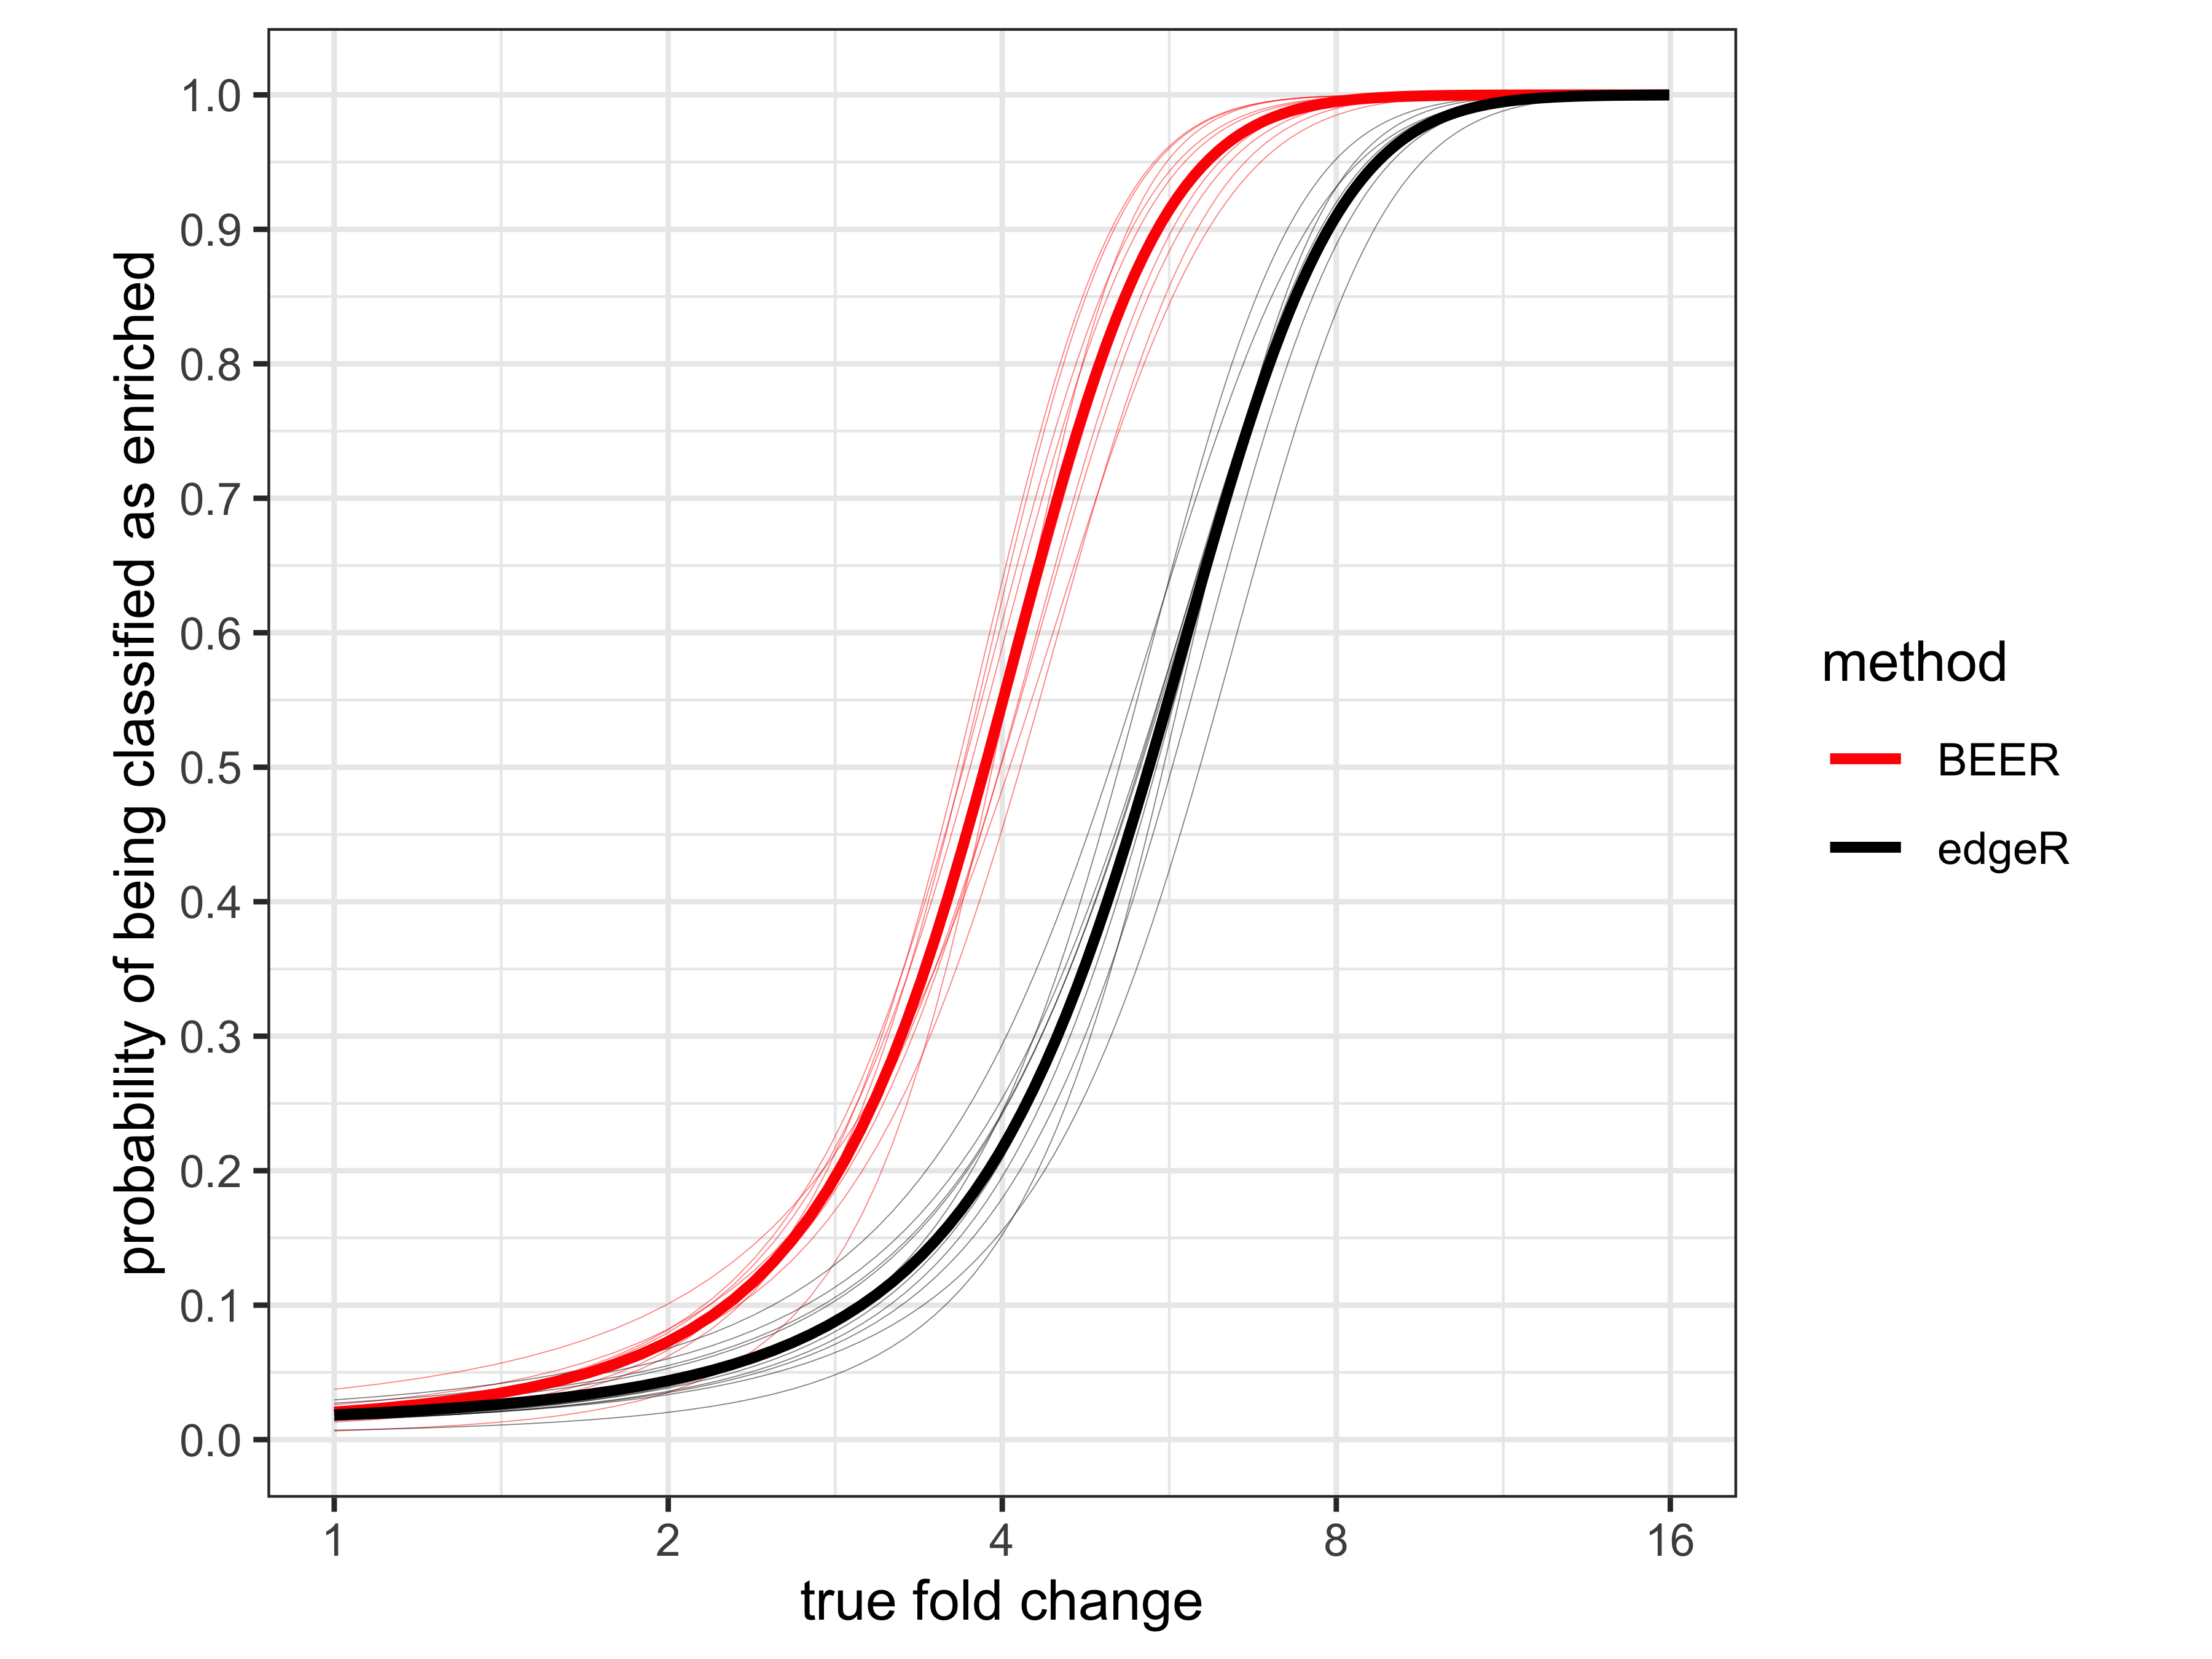 probability of being classified as enriched
1.0
0.9
0.8
0.7
0.6
0.5
0.4
0.3
0.2
0.1
0.0
1 2 4 8 16
true fold change
method
BEER
edgeR